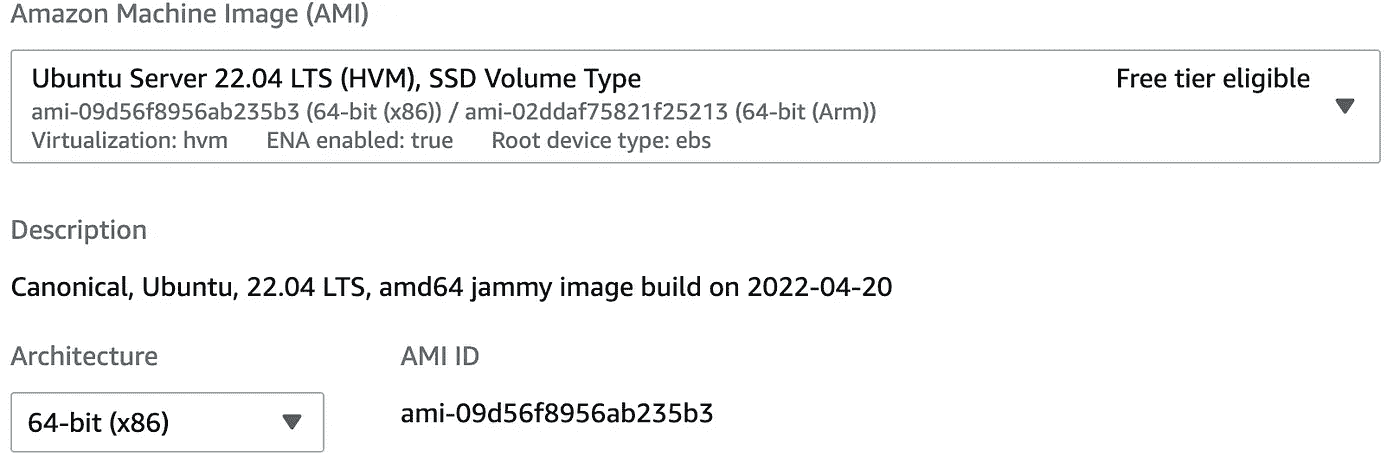 Amazon Machine Image (AMI)
Ubuntu Server 22.04 LTS (HVM), SSD Volume Type Free tier eligible
ami-09d56f8956ab235b3 (64-bit (x86)) / ami-02ddaf75821f25213 (64-bit (Arm))
Virtualization: hvm ENA enabled: true Root device type: ebs
Description
Canonical, Ubuntu, 22.04 LTS, amd64 jammy image build on 2022-04-20
Architecture AMI ID
64-bit (x86) ami-09d56f8956ab235b3